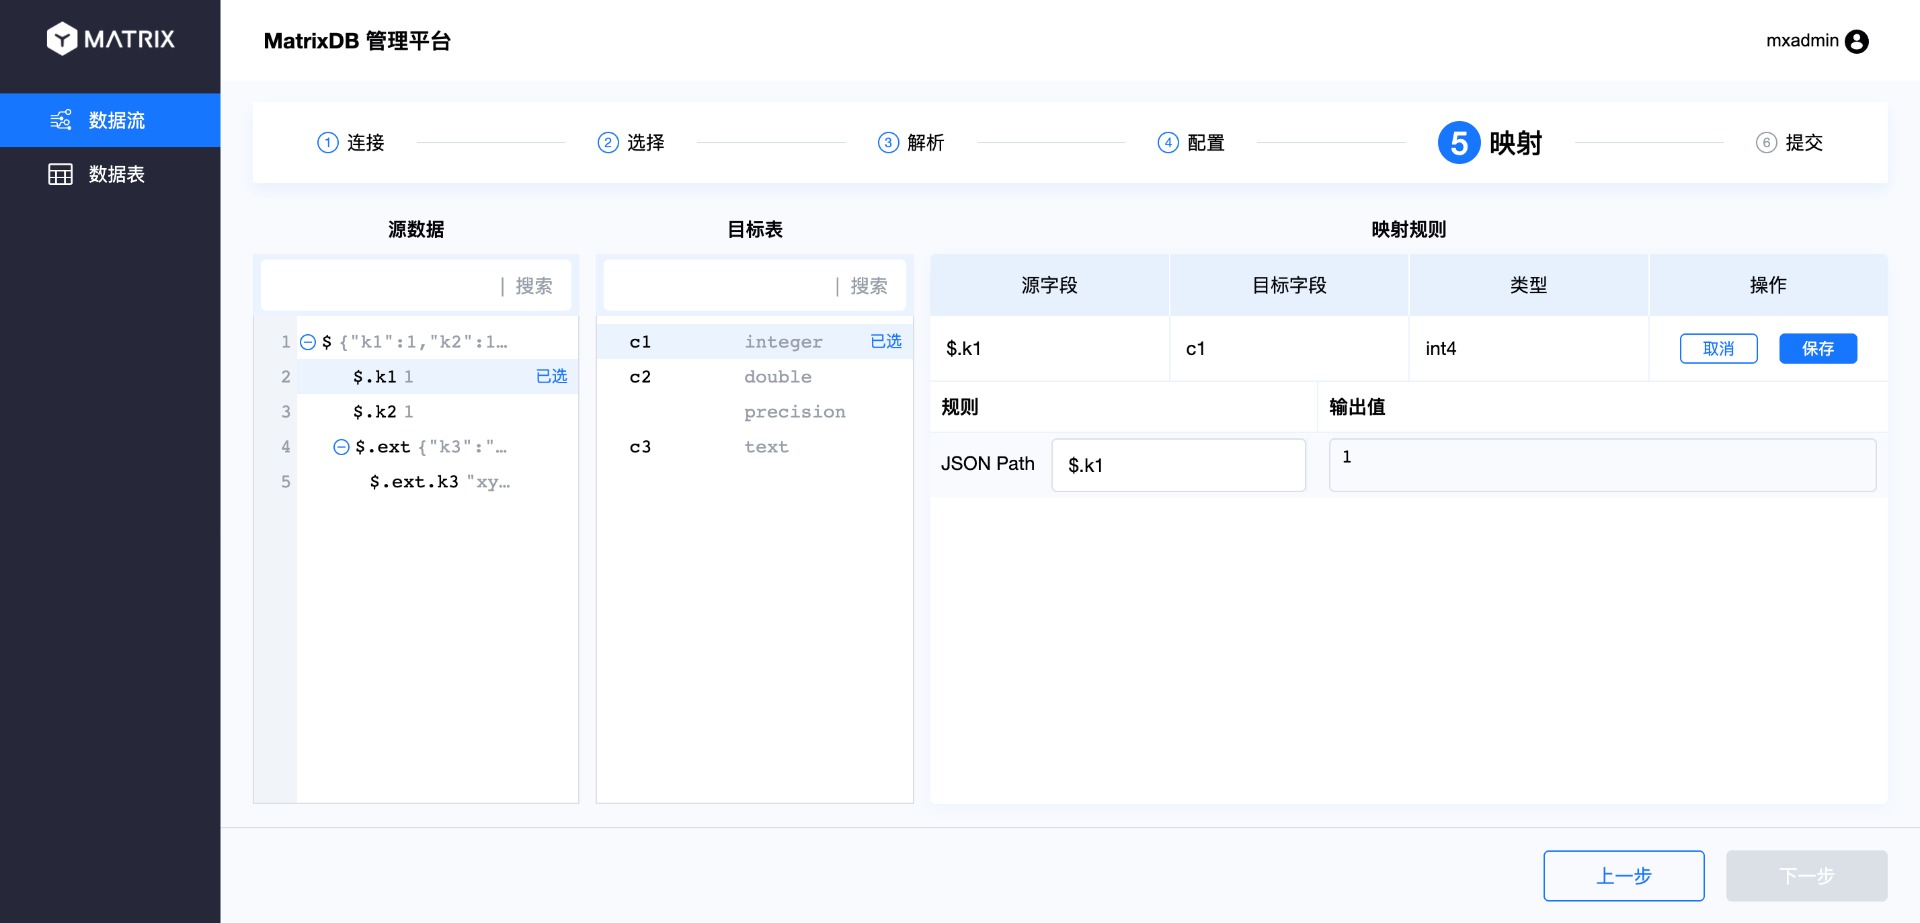 MATRIX
MatrixDB 管理平台
mxadmin
数据流
数据表
1 连接
2 选择
3 解析
4 配置
5 映射
6 提交
源数据
目标表
映射规则
| 搜索
| 搜索
源字段 目标字段 类型 操作
1 $ {"k1":1,"k2":1…
2 $.k1 1 已选
3 $.k2 1
4 $.ext {"k3":"…
5 $.ext.k3 "xy…
c1 integer 已选
c2 double
precision
c3 text
$.k1 c1 int4 取消 保存
规则 输出值
JSON Path $.k1 1
上一步 下一步